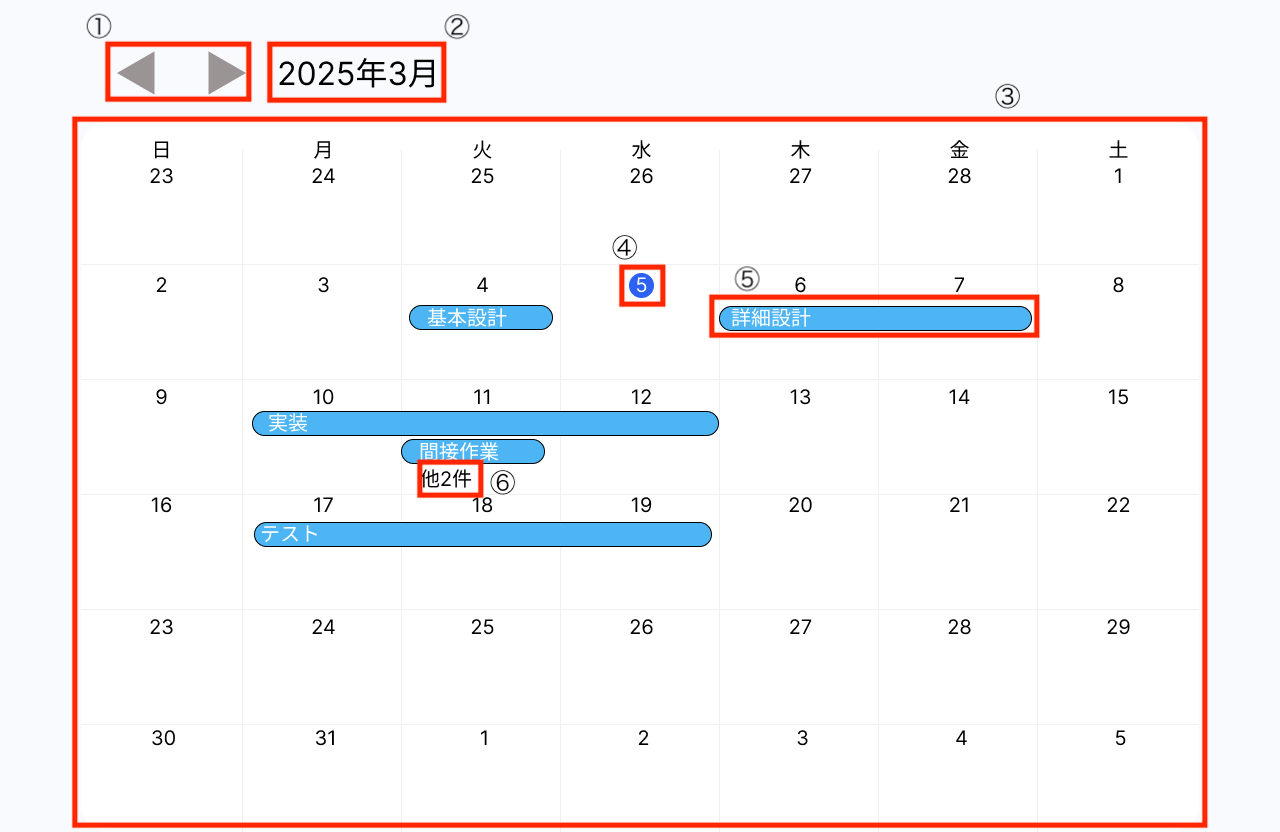 ① ②
◀ ▶ 2025年3月
③
日 月 火 水 木 金 土
23 24 25 26 27 28 1
④
⑤
2 3 4 5 6 7 8
基本設計 詳細設計
9 10 11 12 13 14 15
実装
間接作業
他2件 ⑥
16 17 18 19 20 21 22
テスト
23 24 25 26 27 28 29
30 31 1 2 3 4 5